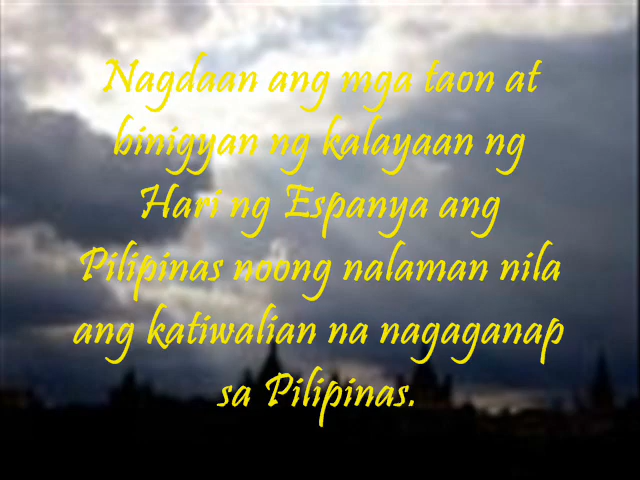 Nagdaan ang mga taon at
binigyan ng kalayaan ng
Hari ng Espanya ang
Pilipinas noong nalaman nila
ang katiwalian na nagaganap
sa Pilipinas.